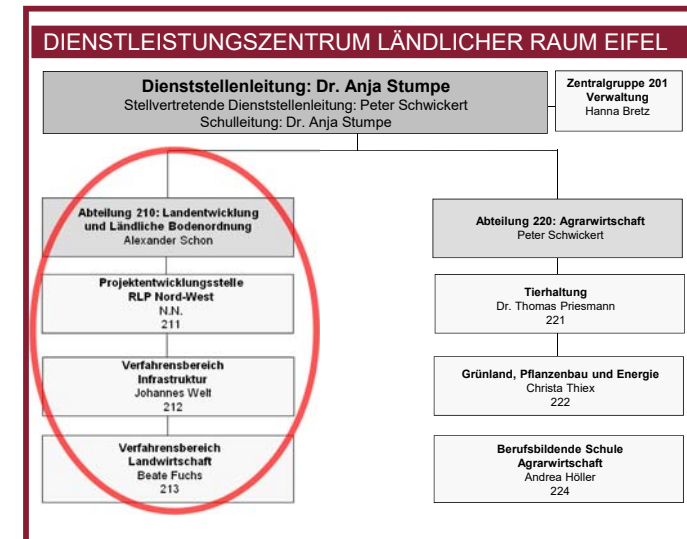 DIENSTLEISTUNGSZENTRUM LÄNDLICHER RAUM EIFEL
Dienststellenleitung: Dr. Anja Stumpe
Stellvertretende Dienststellenleitung: Peter Schwickert
Schulleitung: Dr. Anja Stumpe
Zentralgruppe 201
Verwaltung
Hanna Bretz
Abteilung 210: Landentwicklung
und Ländliche Bodenordnung
Alexander Schon
Projektentwicklungsstelle
RLP Nord-West
N.N.
211
Verfahrensbereich
Infrastruktur
Johannes Welt
212
Verfahrensbereich
Landwirtschaft
Beate Fuchs
213
Abteilung 220: Agrarwirtschaft
Peter Schwickert
Tierhaltung
Dr. Thomas Priesmann
221
Grünland, Pflanzenbau und Energie
Christa Thiex
222
Berufsbildende Schule
Agrarwirtschaft
Andrea Höller
224